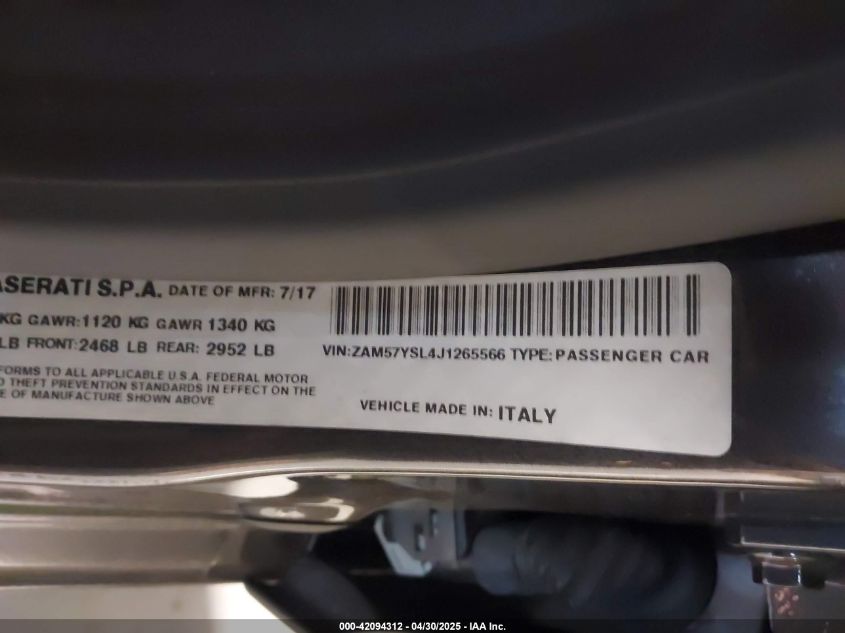 S.P.A. DATE OF MFR: 7/17
KG GAWR:1120 KG GAWR 1340 KG
LB FRONT:2468 LB REAR: 2952 LB
TO ALL APPLICABLE U.S.A. FEDERAL MOTOR
THEFT PREVENTION STANDARDS IN EFFECT ON THE
OF MANUFACTURE SHOWN ABOVE
VIN:ZAM57YSL4J1265566 TYPE:PASSENGER CAR
VEHICLE MADE IN: ITALY
000-42094312 - 04/30/2025 - IAA Inc.